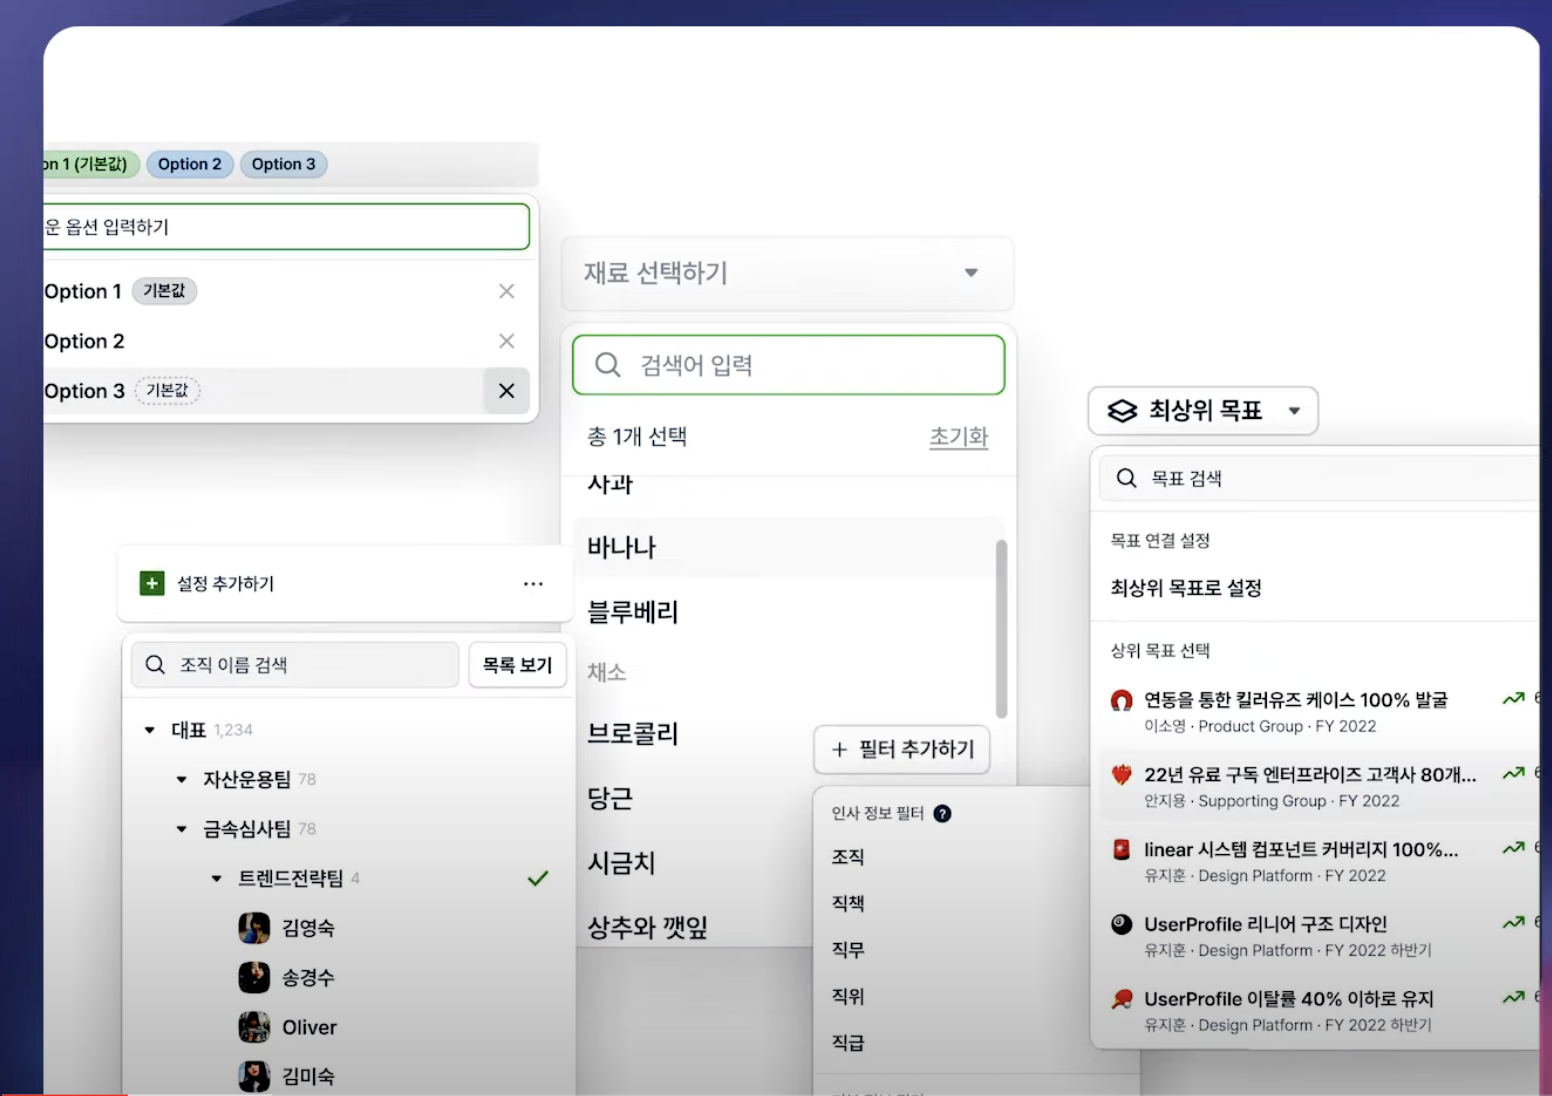 on 1 (기본값) Option 2 Option 3
운 옵션 입력하기
Option 1 기본값
Option 2
Option 3 기본값
재료 선택하기
검색어 입력
총 1개 선택 초기화
사과
바나나
블루베리
채소
브로콜리
당근
시금치
상추와 깻잎
설정 추가하기
조직 이름 검색 목록 보기
대표 1,234
자산운용팀 78
금속심사팀 78
트렌드전략팀 4
김영숙
송경수
Oliver
김미숙
+ 필터 추가하기
인사 정보 필터 ?
조직
직책
직무
직위
직급
최상위 목표
목표 검색
목표 연결 설정
최상위 목표로 설정
상위 목표 선택
연동을 통한 킬러유즈 케이스 100% 발굴
이소영 · Product Group · FY 2022
22년 유료 구독 엔터프라이즈 고객사 80개...
안지용 · Supporting Group · FY 2022
linear 시스템 컴포넌트 커버리지 100%...
유지훈 · Design Platform · FY 2022
UserProfile 리니어 구조 디자인
유지훈 · Design Platform · FY 2022 하반기
UserProfile 이탈률 40% 이하로 유지
유지훈 · Design Platform · FY 2022 하반기